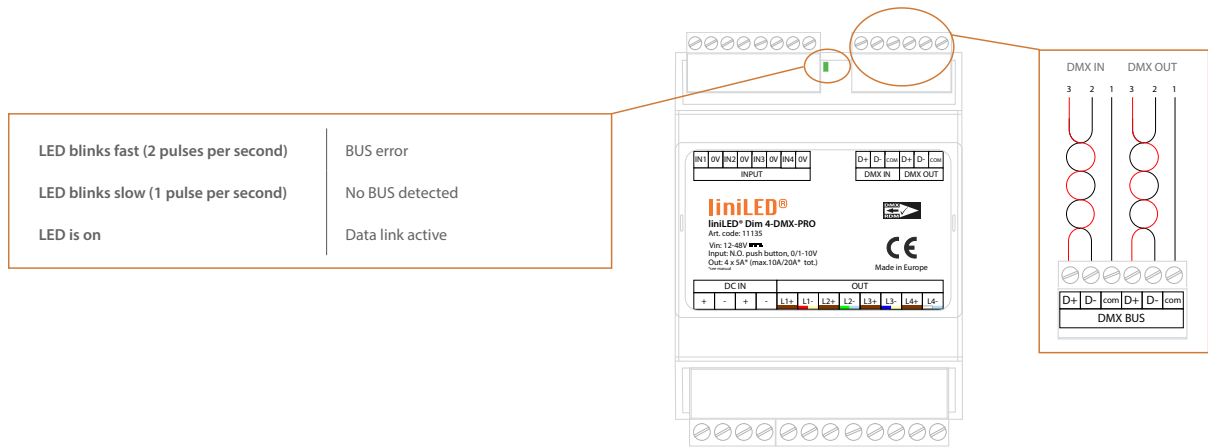 LED blinks fast (2 pulses per second) BUS error
LED blinks slow (1 pulse per second) No BUS detected
LED is on Data link active
IN1 0V IN2 0V IN3 0V IN4 0V
INPUT
D+ D- COM D+ D- COM
DMX IN DMX OUT
liniLED®
liniLED® Dim 4-DMX-PRO
Art. code: 11135
Vin: 12-48V
Input: N.O. push button, 0/1-10V
Out: 4 x 5A* (max.10A/20A* tot.)
*see manual
DMX
RDM
CE
Made in Europe
DC IN OUT
+ - + - L1+ L1- L2+ L2- L3+ L3- L4+ L4-
DMX IN DMX OUT
3 2 1 3 2 1
D+ D- com D+ D- com
DMX BUS